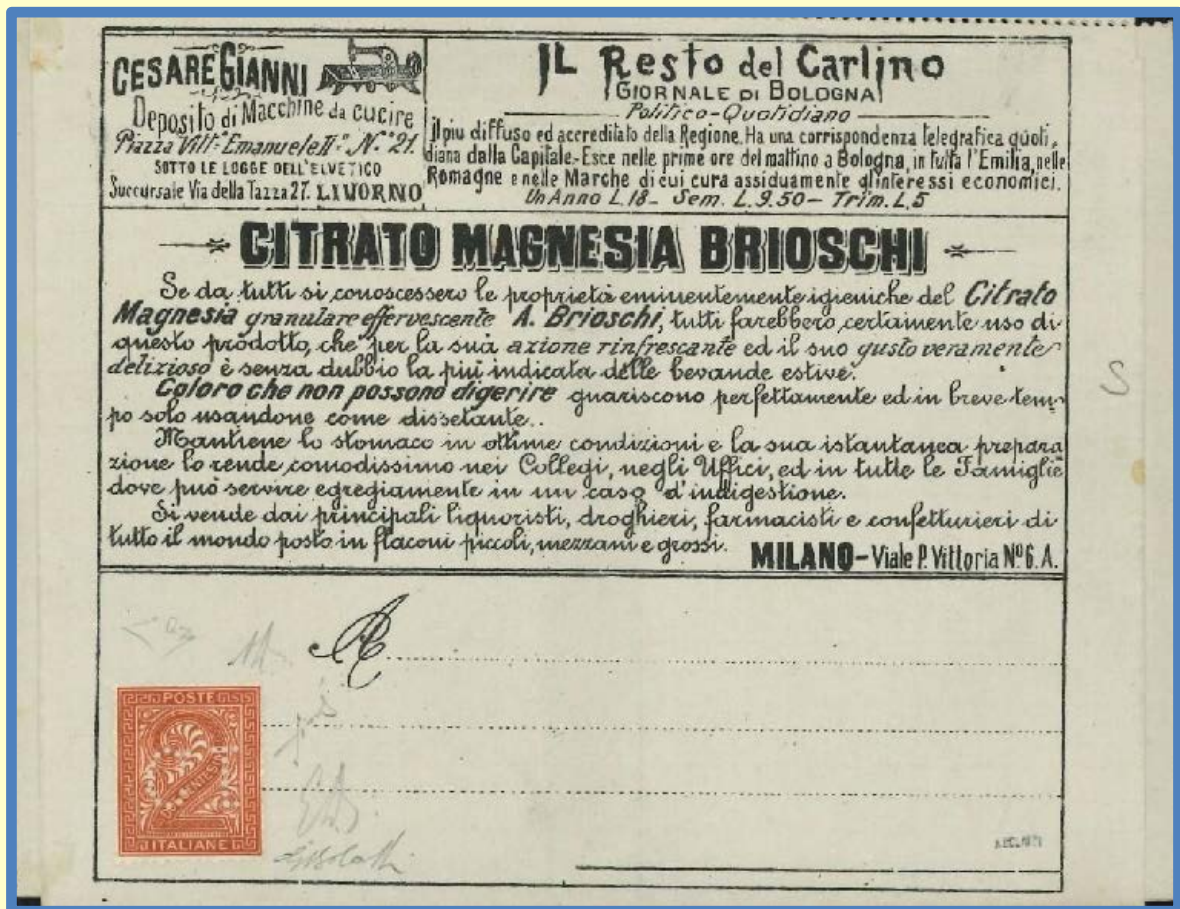 CESARE GIANNI
Deposito di Macchine da cucire
Piazza Vitt. Emanuele II. N.° 21.
SOTTO LE LOGGE DELL'ELVETICO
Succursale Via della Tazza 27. LIVORNO
IL Resto del Carlino
GIORNALE DI BOLOGNA
Politico-Quotidiano
il piu diffuso ed accreditato della Regione. Ha una corrispondenza telegrafica quoti,
diana dalla Capitale.- Esce nelle prime ore del mattino a Bologna, in tutta l'Emilia, nelle
Romagne e nelle Marche di cui cura assiduamente gl'interessi economici.
Un Anno L.18 - Sem. L.9.50 - Trim. L.5
CITRATO MAGNESIA BRIOSCHI
Se da tutti si conoscessero le proprietà eminentemente igieniche del Citrato
Magnesia granulare effervescente A. Brioschi, tutti farebbero certamente uso di
questo prodotto, che per la sua azione rinfrescante ed il suo gusto veramente
delizioso è senza dubbio la più indicata delle bevande estive.
Coloro che non possono digerire guariscono perfettamente ed in breve tem-
po solo usandone come dissetante..
Mantiene lo stomaco in ottime condizioni e la sua istantanea prepara
zione lo rende comodissimo nei Collegi, negli Uffici, ed in tutte le Famiglie
dove può servire egregiamente in un caso d'indigestione.
Si vende dai principali liquoristi, droghieri, farmacisti e confetturieri di
tutto il mondo posto in flaconi piccoli, mezzani e grossi. MILANO - Viale P. Vittoria N° 6. A.
S
A
POSTE
2
DUE CENTESIMI
ITALIANE